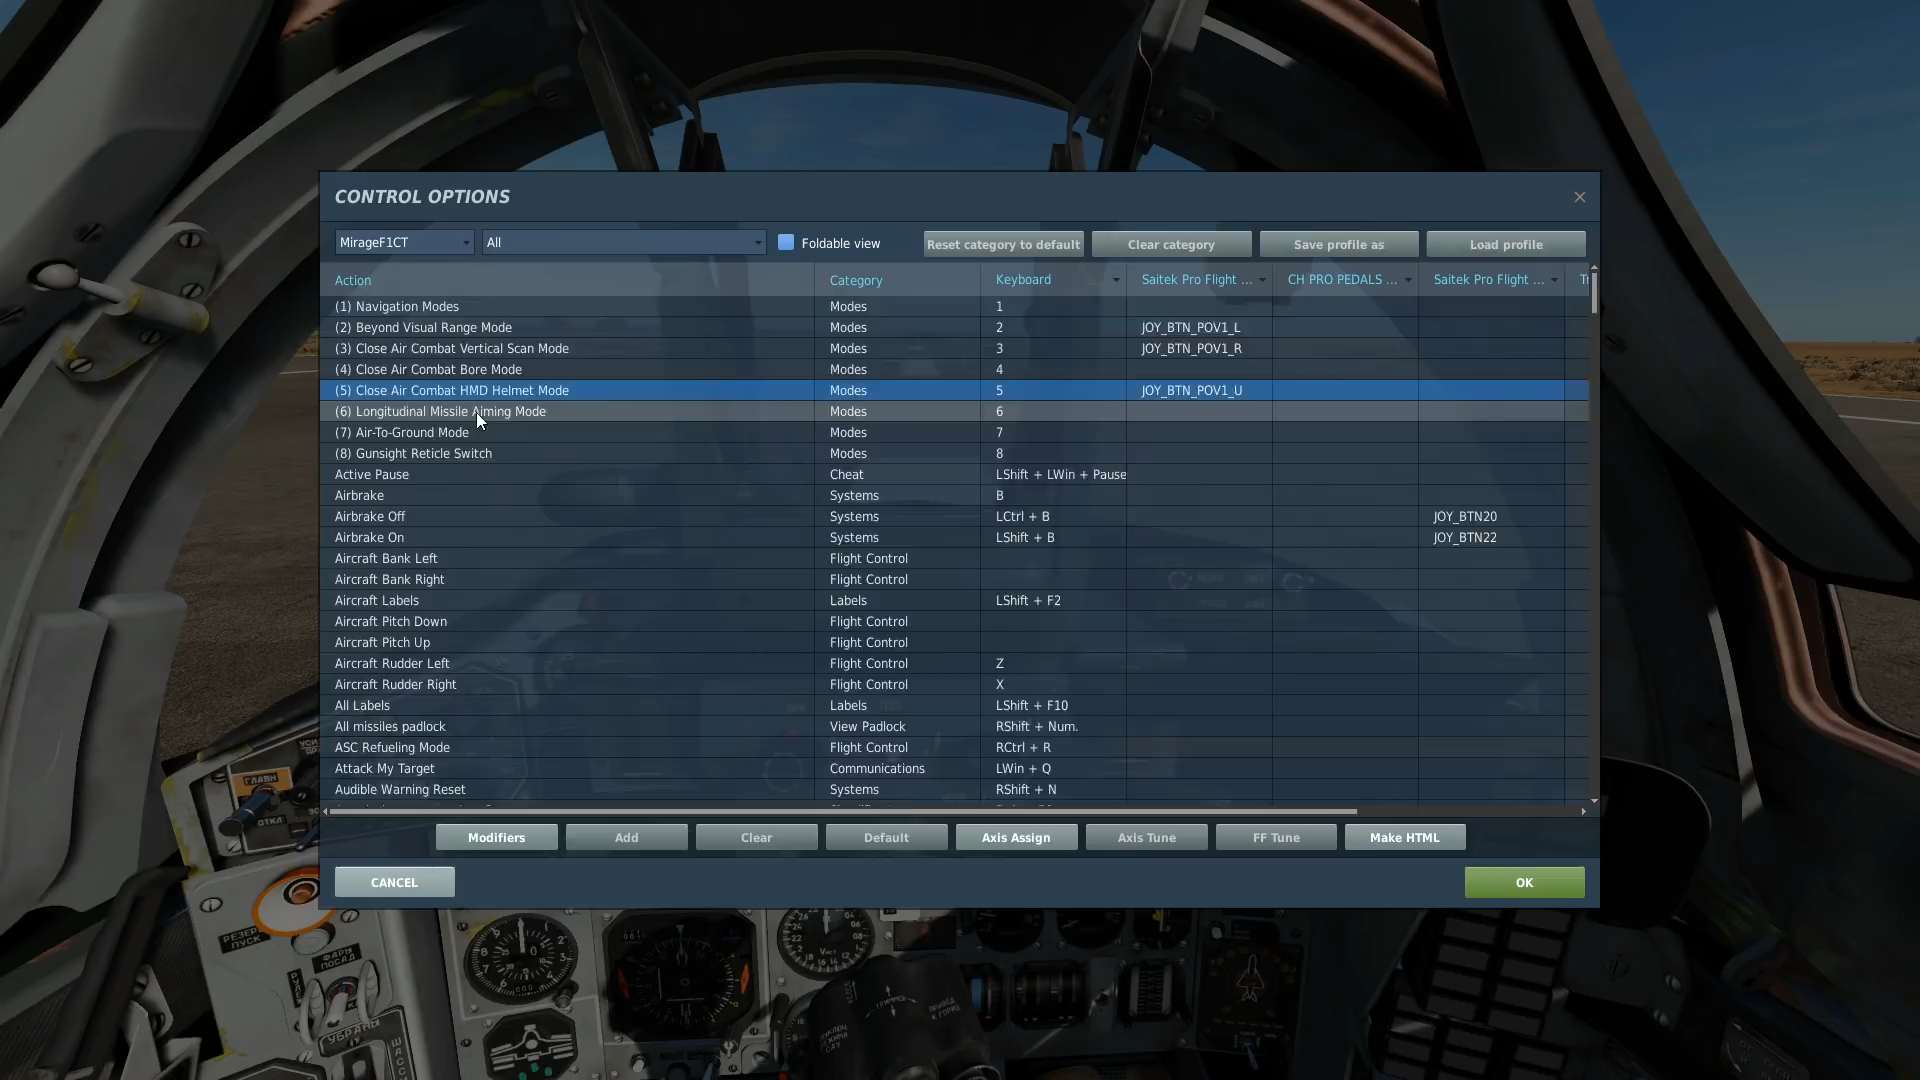 CONTROL OPTIONS
MirageF1CT All Foldable view Reset category to default Clear category Save profile as Load profile
Action Category Keyboard Saitek Pro Flight ... CH PRO PEDALS ... Saitek Pro Flight ...
(1) Navigation Modes Modes 1
(2) Beyond Visual Range Mode Modes 2 JOY_BTN_POV1_L
(3) Close Air Combat Vertical Scan Mode Modes 3 JOY_BTN_POV1_R
(4) Close Air Combat Bore Mode Modes 4
(5) Close Air Combat HMD Helmet Mode Modes 5 JOY_BTN_POV1_U
(6) Longitudinal Missile Aiming Mode Modes 6
(7) Air-To-Ground Mode Modes 7
(8) Gunsight Reticle Switch Modes 8
Active Pause Cheat LShift + LWin + Pause
Airbrake Systems B
Airbrake Off Systems LCtrl + B JOY_BTN20
Airbrake On Systems LShift + B JOY_BTN22
Aircraft Bank Left Flight Control
Aircraft Bank Right Flight Control
Aircraft Labels Labels LShift + F2
Aircraft Pitch Down Flight Control
Aircraft Pitch Up Flight Control
Aircraft Rudder Left Flight Control Z
Aircraft Rudder Right Flight Control X
All Labels Labels LShift + F10
All missiles padlock View Padlock RShift + Num.
ASC Refueling Mode Flight Control RCtrl + R
Attack My Target Communications LWin + Q
Audible Warning Reset Systems RShift + N
Modifiers Add Clear Default Axis Assign Axis Tune FF Tune Make HTML
CANCEL OK
ГЛАВН
ОТКЛ
РЕЗЕРВ
ПУСК
ФАРЫ
ПОСАД
УБРАНЫ